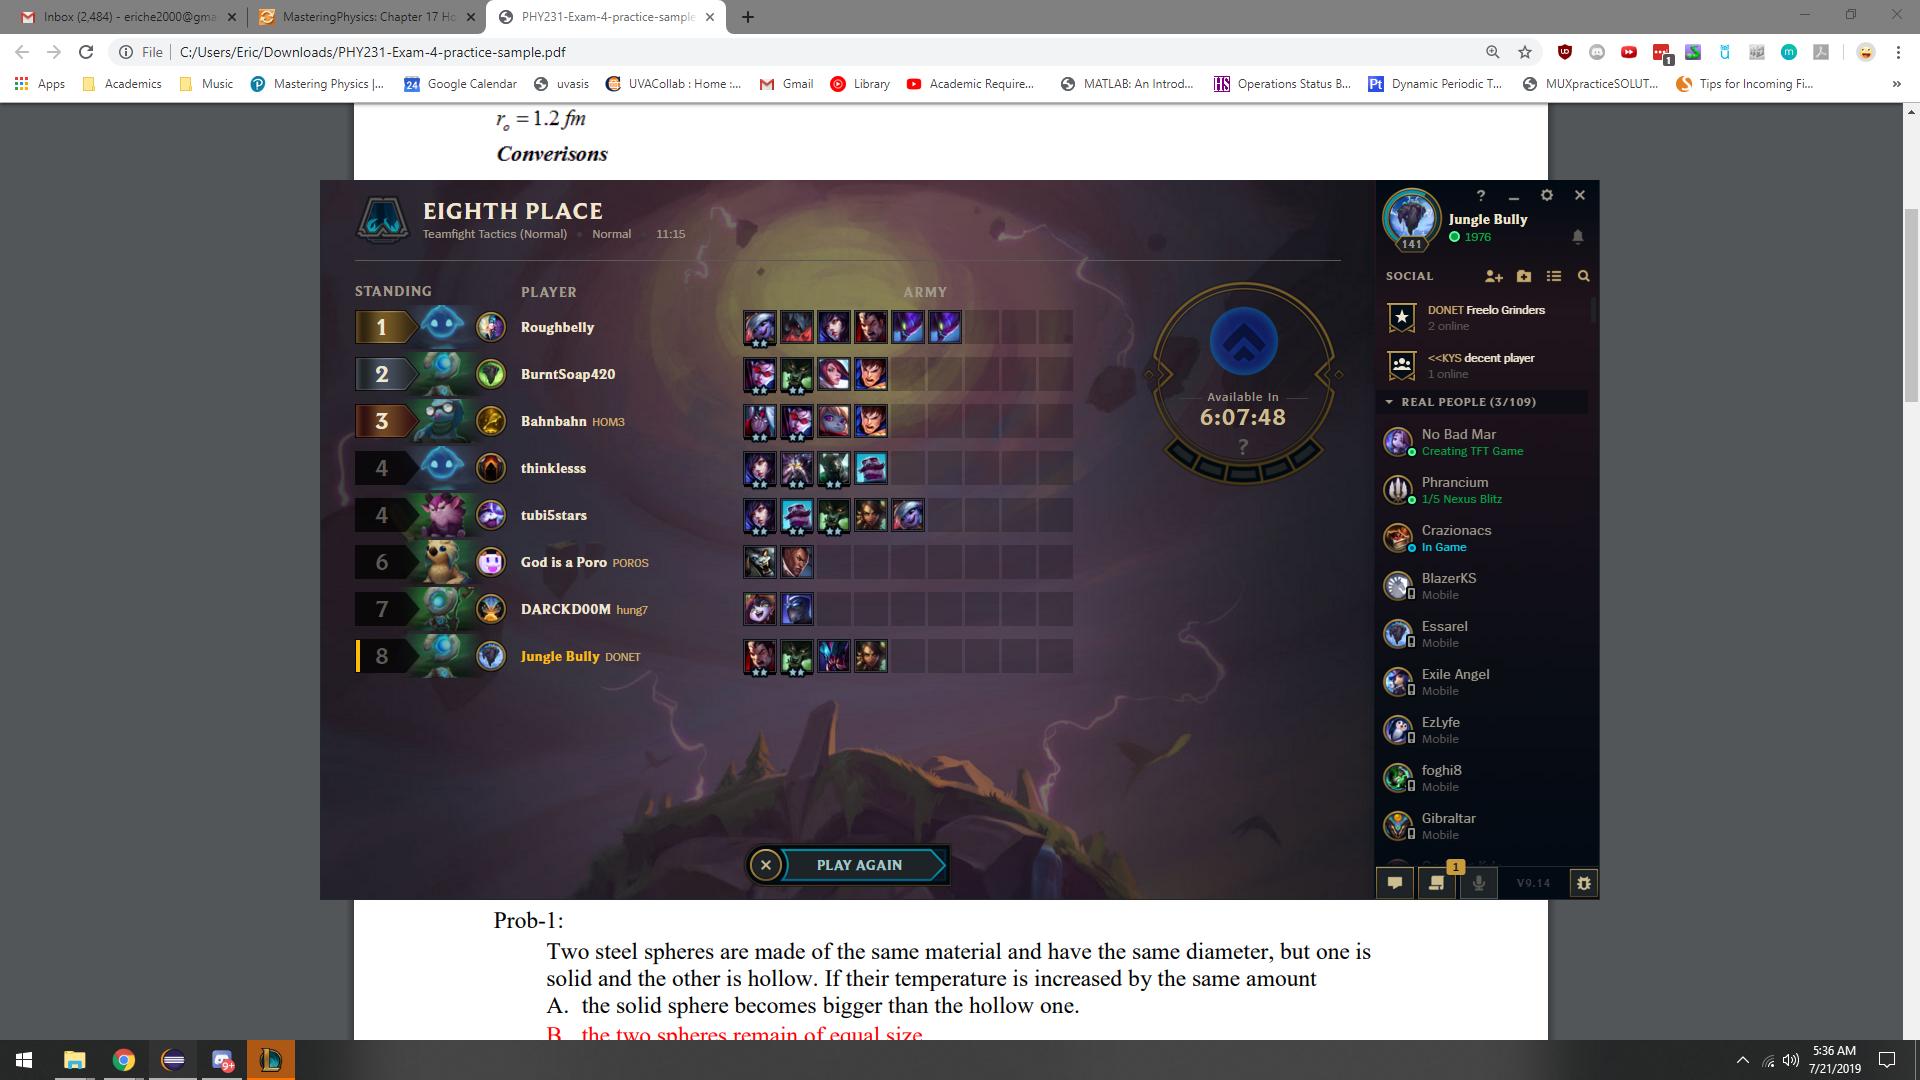 Inbox (2,484) - eriche2000@gma
MasteringPhysics: Chapter 17 Ho
PHY231-Exam-4-practice-sample
File
C:/Users/Eric/Downloads/PHY231-Exam-4-practice-sample.pdf
Apps
Academics
Music
Mastering Physics |...
Google Calendar
uvasis
UVACollab : Home :...
Gmail
Library
Academic Require...
MATLAB: An Introd...
Operations Status B...
Dynamic Periodic T...
MUXpracticeSOLUT...
Tips for Incoming Fi...
r_o = 1.2 fm
Converisons
EIGHTH PLACE
Teamfight Tactics (Normal) • Normal 11:15
STANDING PLAYER ARMY
1 Roughbelly
2 BurntSoap420
3 Bahnbahn HOM3
4 thinklesss
4 tubi5stars
6 God is a Poro POROS
7 DARCKD00M hung7
8 Jungle Bully DONET
Available In
6:07:48
?
PLAY AGAIN
?
Jungle Bully
1976
141
SOCIAL
DONET Freelo Grinders
2 online
<<KYS decent player
1 online
REAL PEOPLE (3/109)
No Bad Mar
Creating TFT Game
Phrancium
1/5 Nexus Blitz
Crazionacs
In Game
BlazerKS
Mobile
Essarel
Mobile
Exile Angel
Mobile
EzLyfe
Mobile
foghi8
Mobile
Gibraltar
Mobile
1
V9.14
Prob-1:
Two steel spheres are made of the same material and have the same diameter, but one is
solid and the other is hollow. If their temperature is increased by the same amount
A. the solid sphere becomes bigger than the hollow one.
B. the two spheres remain of equal size
5:36 AM
7/21/2019